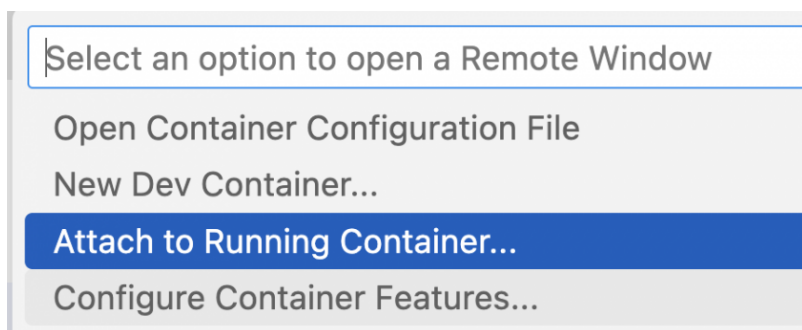 Select an option to open a Remote Window
Open Container Configuration File
New Dev Container...
Attach to Running Container...
Configure Container Features...